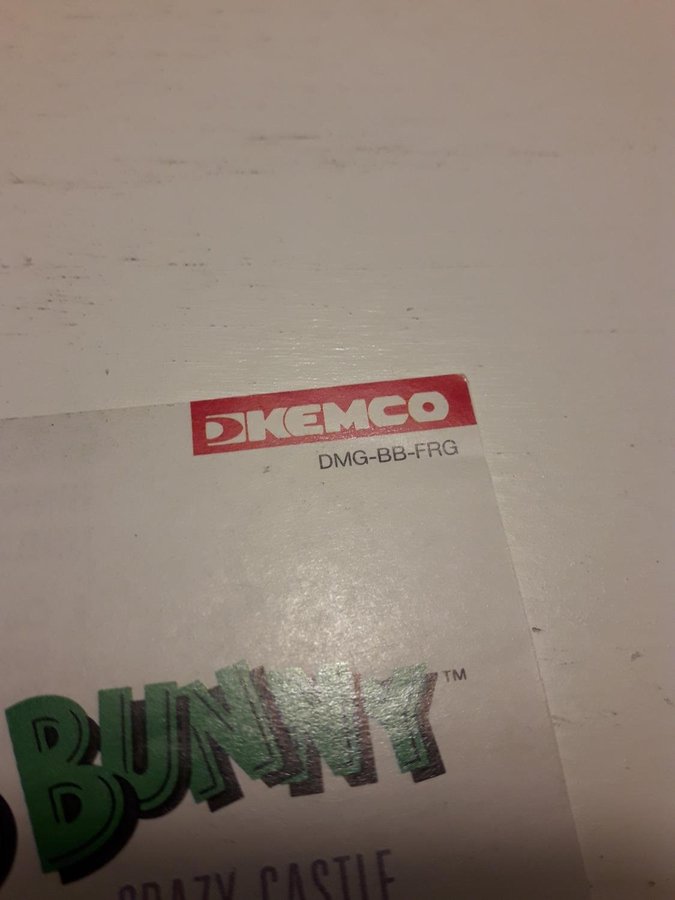 KEMCO
DMG-BB-FRG
BUNNY™
CRAZY CASTLE